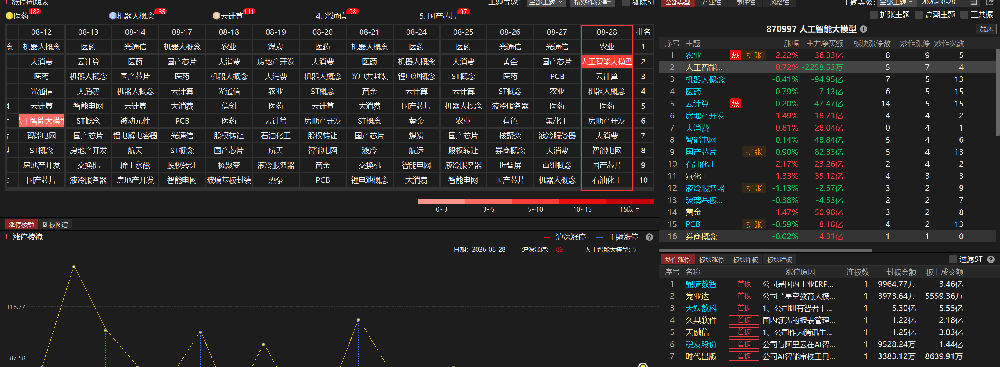 涨停周期表 主题等级: 全部主题 按炒作涨停 剔除ST
1 医药 182 2 机器人概念 135 3 云计算 111 4. 光通信 98 5. 国产芯片 97
08-12 08-13 08-14 08-17 08-18 08-19 08-20 08-21 08-24 08-25 08-26 08-27 08-28 排名
念 机器人概念 医药 光通信 机器人概念 农业 煤炭 医药 机器人概念 医药 医药 光通信 光通信 农业 1
大消费 云计算 医药 国产芯片 大消费 房地产开发 大消费 医药 机器人概念 大消费 黄金 国产芯片 人工智能大模型 2
医药 机器人概念 国产芯片 医药 机器人概念 大消费 机器人概念 光电共封装 锂电池概念 ST概念 医药 PCB 云计算 3
光通信 大消费 机器人概念 云计算 光通信 农业 ST概念 黄金 云计算 云计算 ST概念 农业 机器人概念 4
云计算 智能电网 云计算 大消费 信创 医药 云计算 大消费 国产芯片 机器人概念 液冷服务器 医药 医药 5
件 人工智能大模型 ST概念 被动元件 PCB 医药 云计算 房地产开发 ST概念 黄金 农业 有色 氟化工 房地产开发 6
片 智能电网 国产芯片 铝电解电容器 光通信 股权转让 石油化工 股权转让 国产芯片 煤炭 国产芯片 核聚变 液冷服务器 大消费 7
ST概念 房地产开发 航天 ST概念 国产芯片 航天 智能电网 液冷 航运 股权转让 券商概念 大消费 智能电网 8
房地产开发 交换机 稀土永磁 股权转让 核聚变 液冷服务器 黄金 交换机 智能电网 液冷服务器 折叠屏 重组概念 国产芯片 9
念 国产芯片 液冷服务器 房地产开发 智能电网 玻璃基板封装 热泵 PCB 锂电池概念 大消费 智能电网 国产芯片 机器人概念 石油化工 10
0~3 3~5 5~10 10~15 15以上
涨停棱镜 断板图谱
涨停棱镜 沪深涨停 主题涨停 ?
日期: 2026-08-28 沪深涨停: 82 人工智能大模型: 5
116.77
87.58
全部类型 产业性 事件性 风格性 主题等级: 全部主题 2026-08-28
扩张主题 高潮主题 三共振
870997 人工智能大模型 ! 筛选
序号 主题 涨幅 主力净买额 板块涨停数 炒作涨停 炒作次数
1 农业 热 扩张 2.22% 36.33亿 8 9 5
2 人工智能... 0.72% -2258.53万 5 7 4
3 机器人概念 -0.41% -94.95亿 7 5 13
4 医药 -0.79% -7.13亿 6 5 15
5 云计算 热 -0.20% -47.47亿 14 5 15
6 房地产开发 1.49% 18.71亿 4 4 2
7 大消费 0.81% 28.04亿 0 4 1
8 智能电网 -0.14% -48.84亿 5 4 6
9 国产芯片 扩张 -0.90% -82.33亿 5 4 13
10 石油化工 2.17% 23.26亿 2 4 2
11 氟化工 1.33% 35.12亿 4 3 3
12 液冷服务器 扩张 -1.13% -2.57亿 3 2 9
13 玻璃基板... -0.38% -4.53亿 2 2 7
14 黄金 1.47% 50.98亿 3 2 8
15 PCB 扩张 -0.59% 8.18亿 4 2 13
16 券商概念 -0.02% 4.31亿 1 1 0
炒作涨停 板块涨停 板块炸板 板块烂板 过滤ST ?
序号 名称 涨停原因 连板数 封板金额 板上成交额
1 鼎捷数智 首板 公司是国内工业ERP... 1 9964.77万 3.46亿
2 竞业达 首板 公司“星空教育大模... 1 3973.64万 5559.36万
3 天娱数科 首板 1、公司拥有智者千... 1 5.30亿 5.55亿
4 久其软件 首板 国内领先的报表管理... 1 1.22亿 2.18亿
5 天融信 首板 1、公司作为腾讯生... 1 1.25亿 3.03亿
6 税友股份 首板 公司与阿里云在AI智... 1 9528.24万 1.44亿
7 时代出版 首板 公司AI智能审校工具... 1 3383.12万 8639.91万